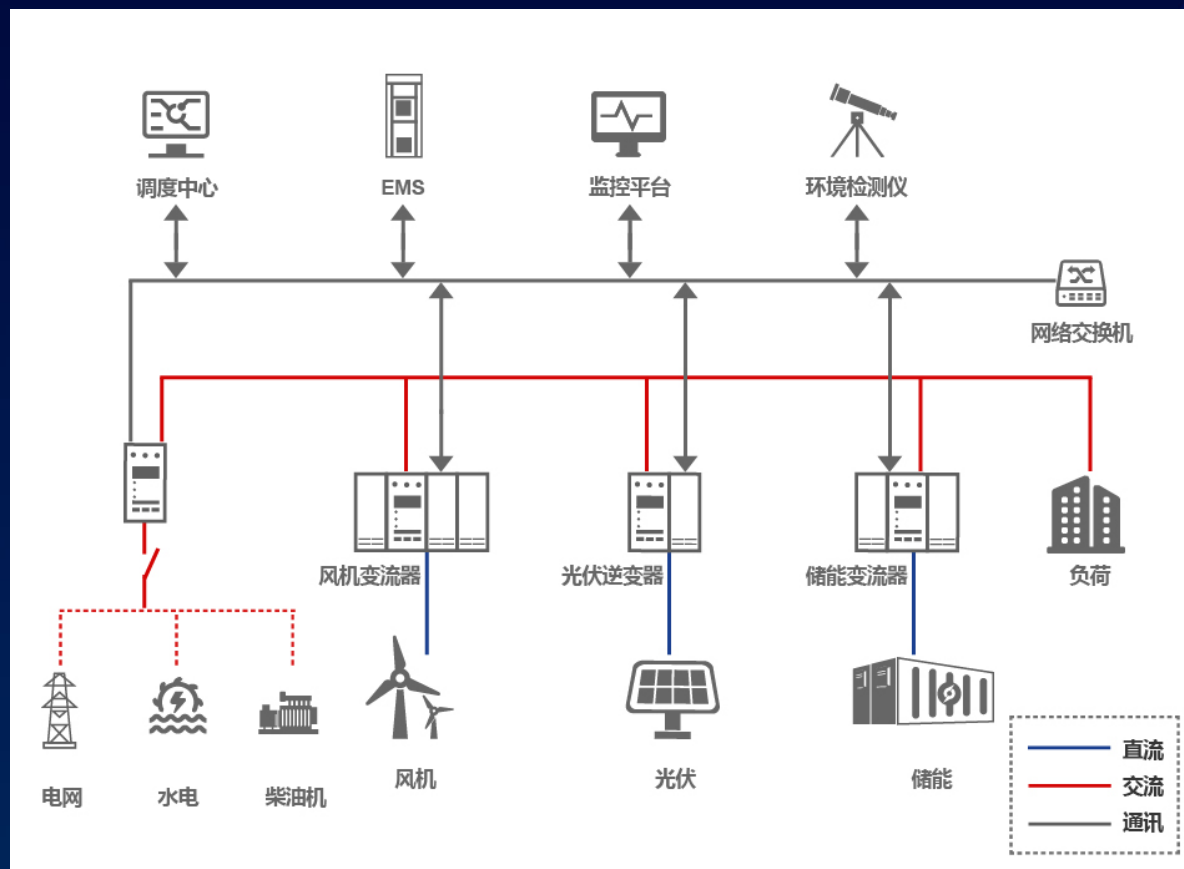 调度中心
EMS
监控平台
环境检测仪
网络交换机
风机变流器
光伏逆变器
储能变流器
负荷
电网
水电
柴油机
风机
光伏
储能
直流
交流
通讯